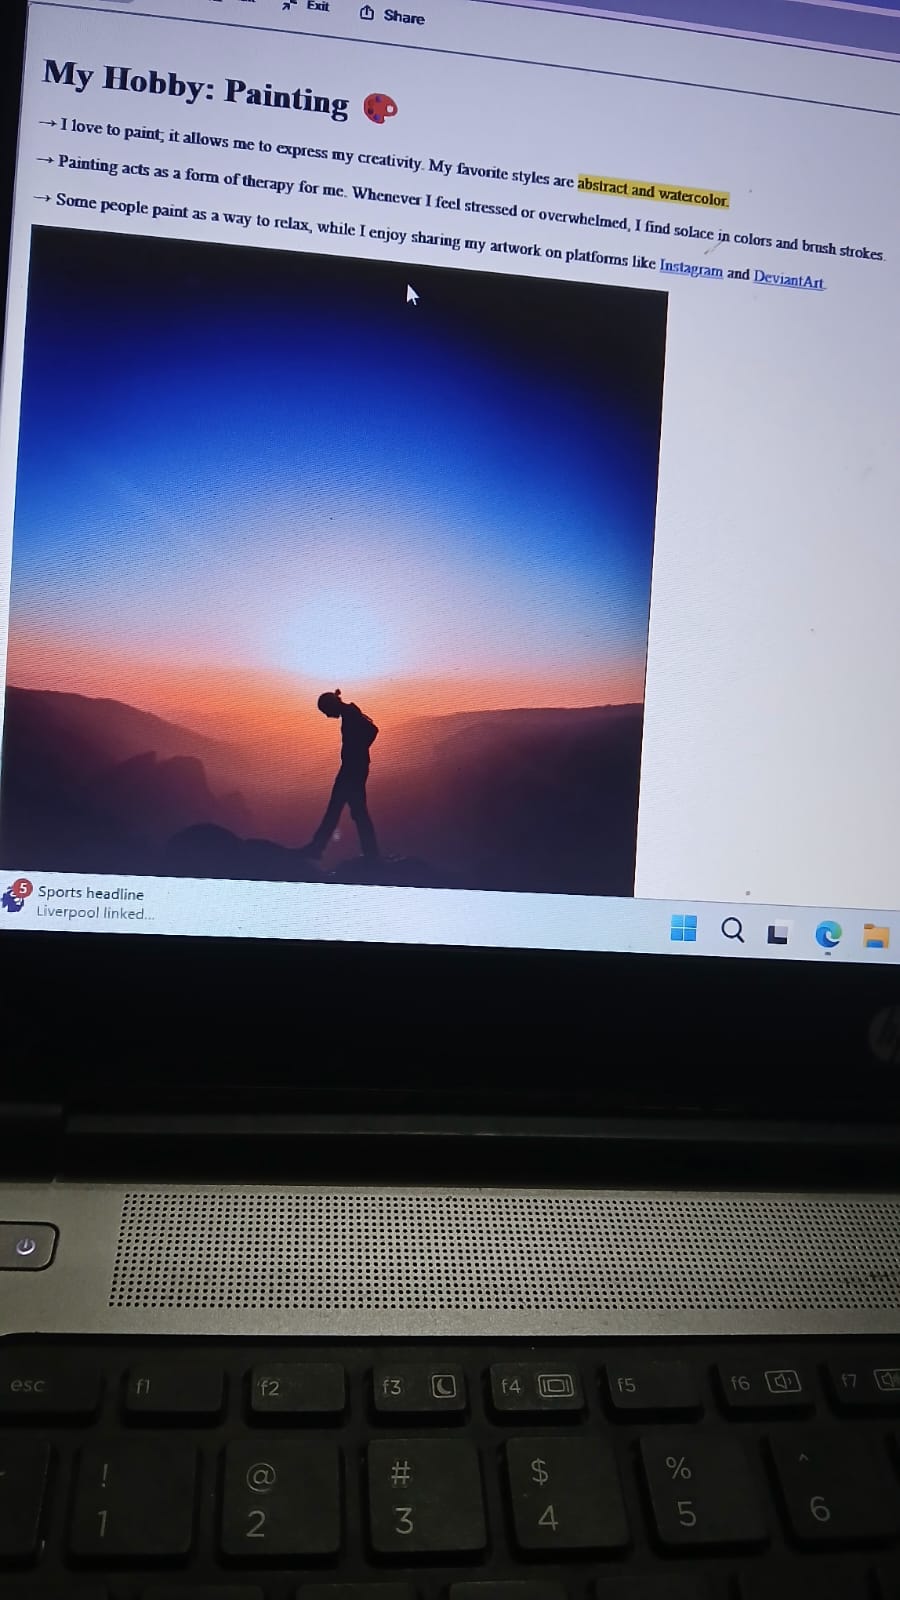 Exit Share
My Hobby: Painting
→ I love to paint; it allows me to express my creativity. My favorite styles are abstract and watercolor.
→ Painting acts as a form of therapy for me. Whenever I feel stressed or overwhelmed, I find solace in colors and brush strokes.
→ Some people paint as a way to relax, while I enjoy sharing my artwork on platforms like Instagram and DeviantArt.
5
Sports headline
Liverpool linked...
esc f1 f2 f3 f4 f5 f6 f7
! @ # $ % ^
1 2 3 4 5 6